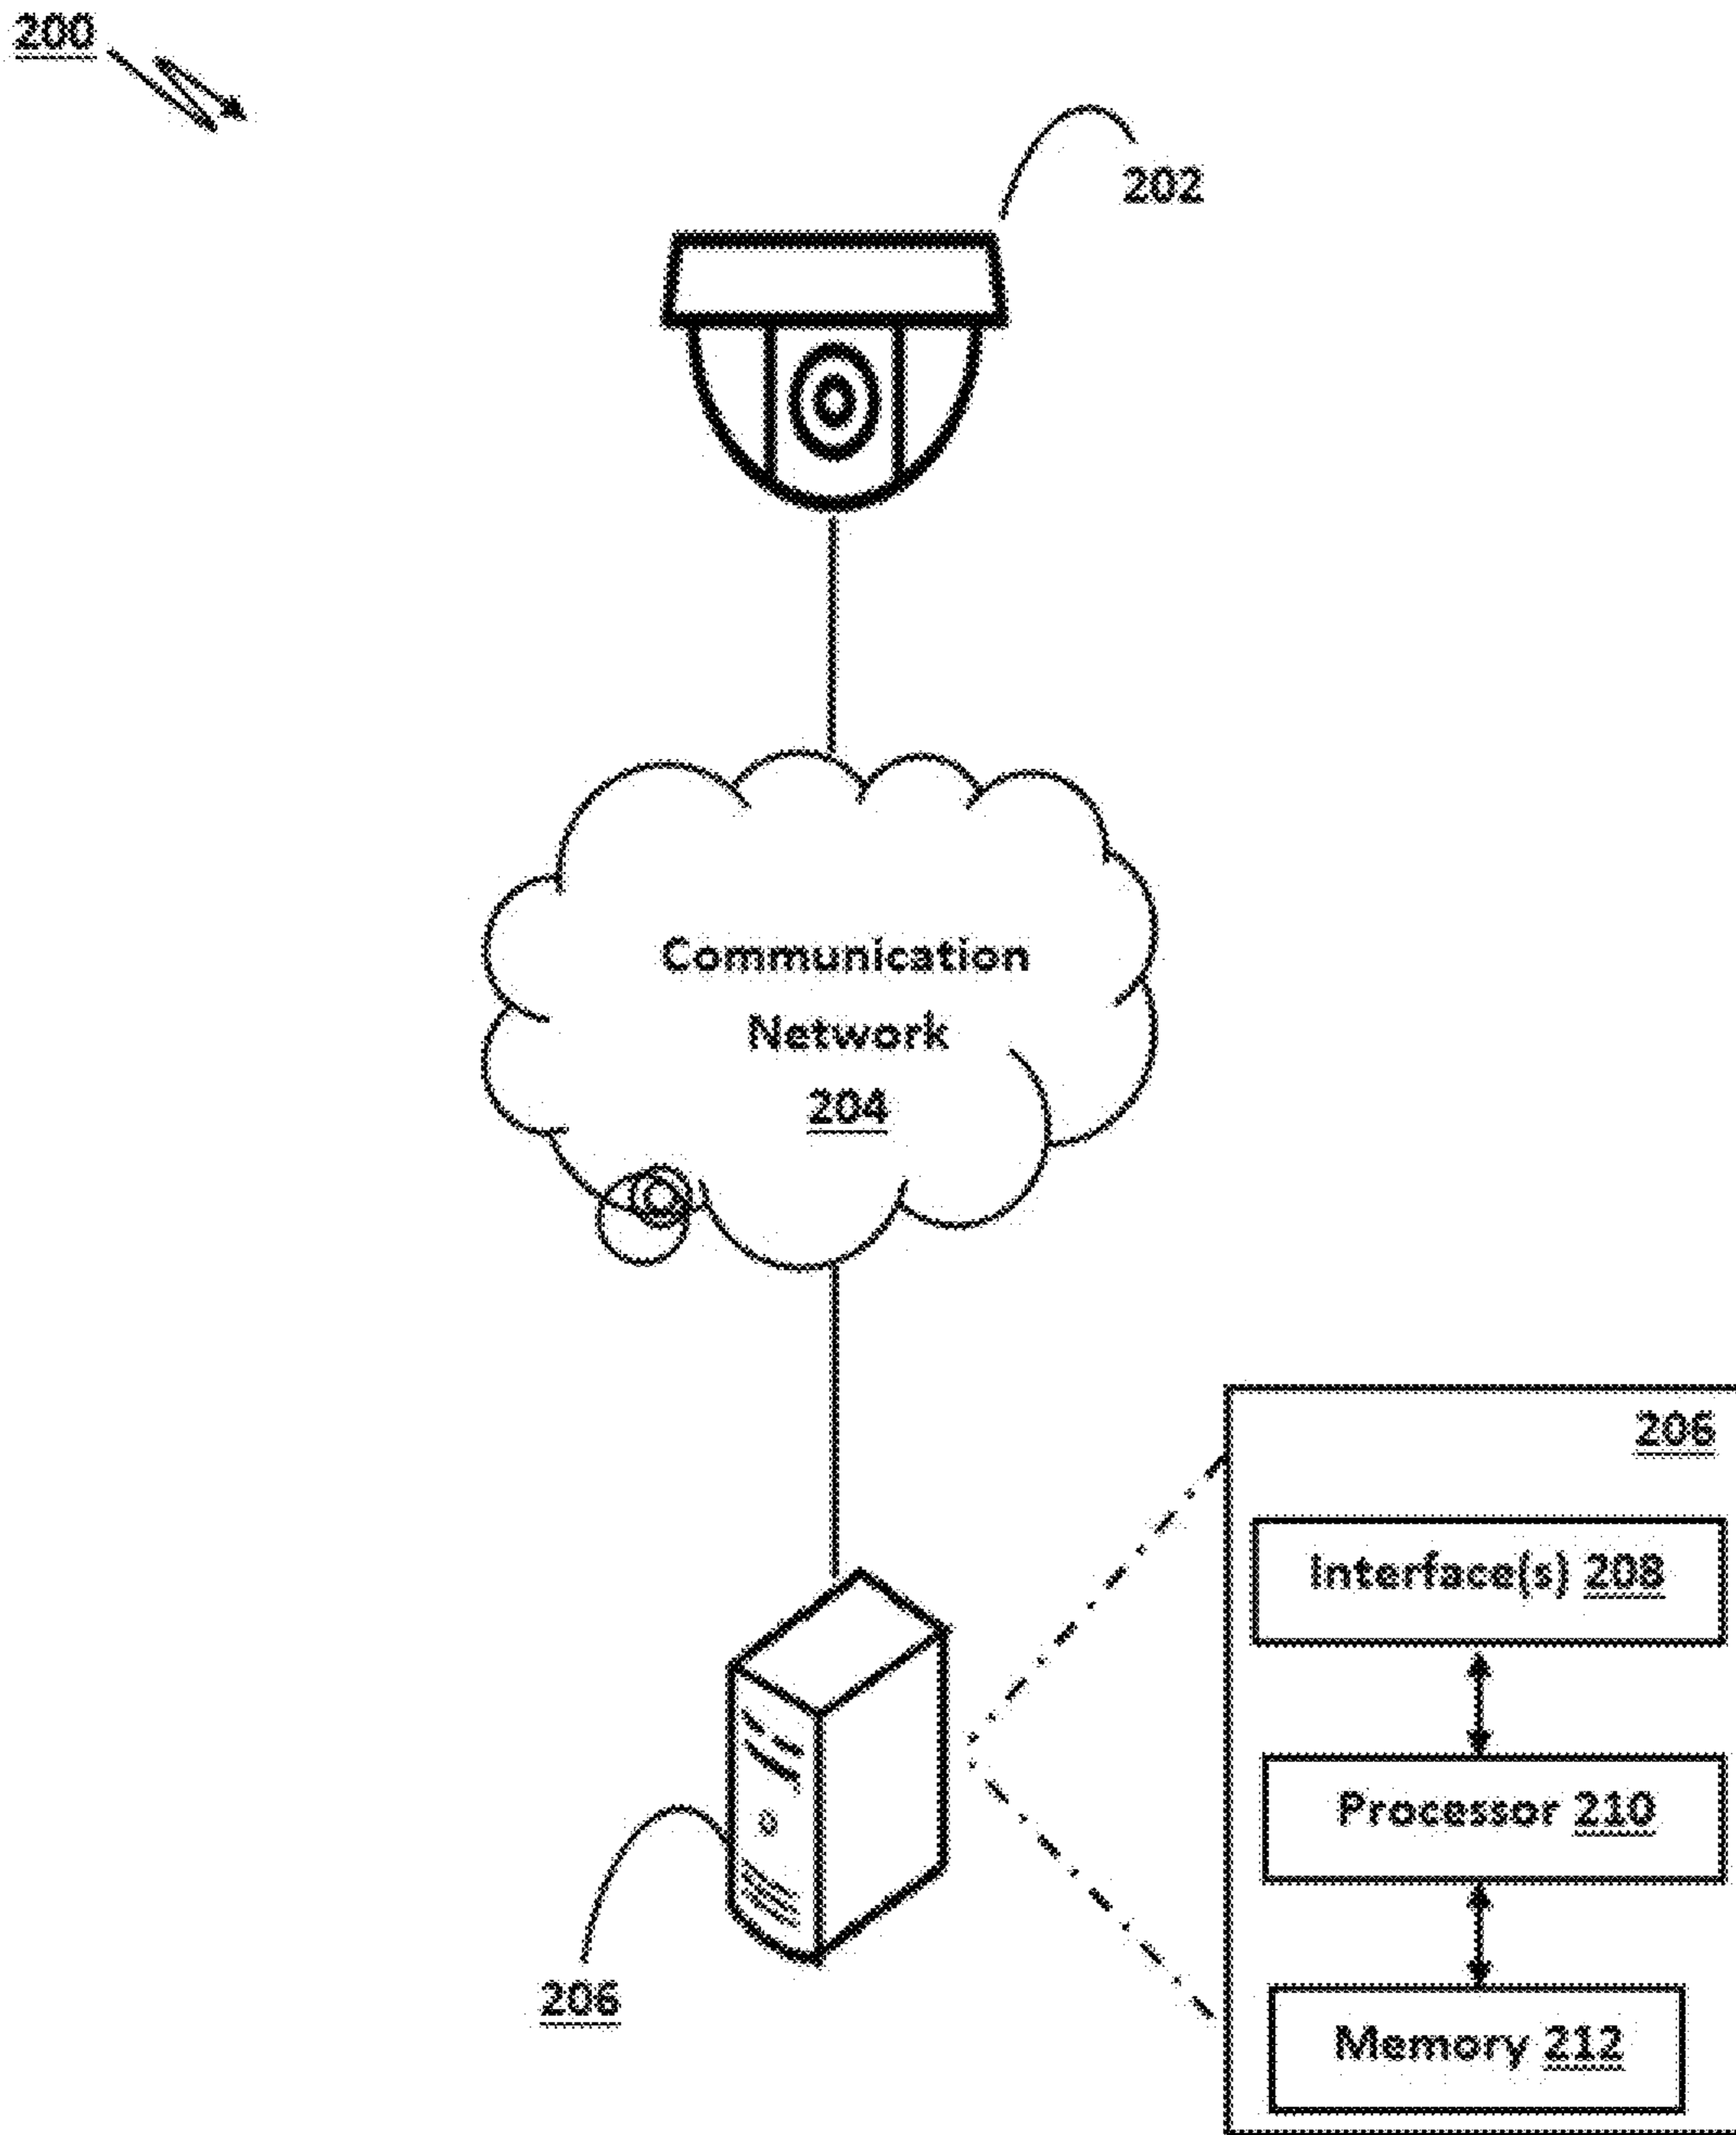 200
202
Communication
Network
204
206
Interface(s) 208
Processor 210
206
Memory 212